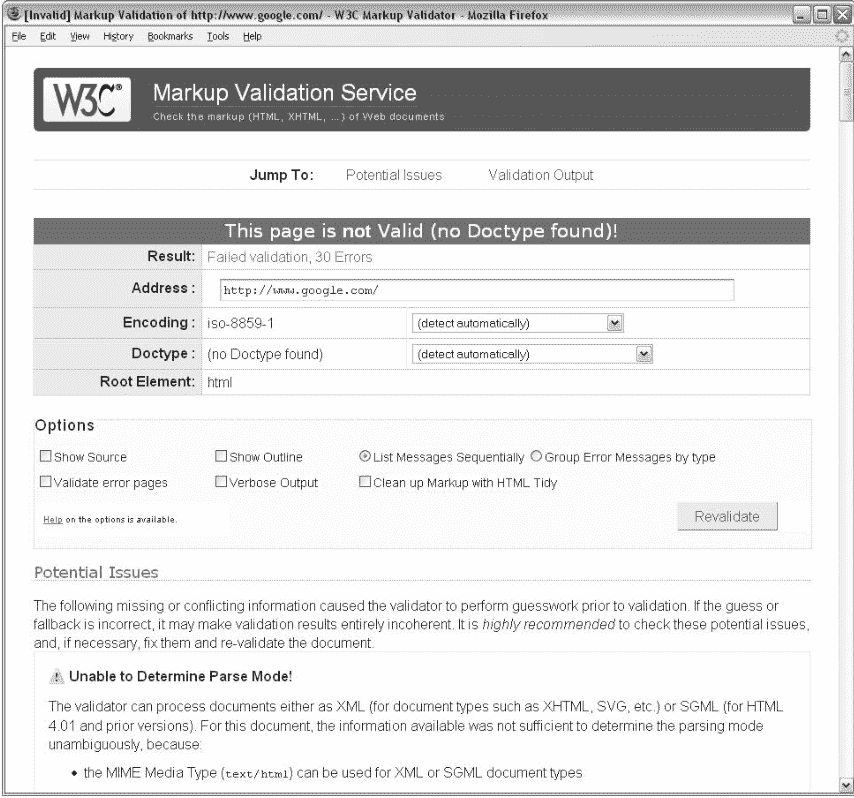 [Invalid] Markup Validation of http://www.google.com/ - W3C Markup Validator - Mozilla Firefox
File Edit View History Bookmarks Tools Help
W3C® Markup Validation Service
Check the markup (HTML, XHTML, ...) of Web documents
Jump To: Potential Issues Validation Output
This page is not Valid (no Doctype found)!
Result: Failed validation, 30 Errors
Address : http://www.google.com/
Encoding : iso-8859-1 (detect automatically)
Doctype : (no Doctype found) (detect automatically)
Root Element: html
Options
Show Source Show Outline List Messages Sequentially Group Error Messages by type
Validate error pages Verbose Output Clean up Markup with HTML Tidy
Help on the options is available.
Revalidate
Potential Issues
The following missing or conflicting information caused the validator to perform guesswork prior to validation. If the guess or
fallback is incorrect, it may make validation results entirely incoherent. It is highly recommended to check these potential issues,
and, if necessary, fix them and re-validate the document.
Unable to Determine Parse Mode!
The validator can process documents either as XML (for document types such as XHTML, SVG, etc.) or SGML (for HTML
4.01 and prior versions). For this document, the information available was not sufficient to determine the parsing mode
unambiguously, because:
• the MIME Media Type (text/html) can be used for XML or SGML document types